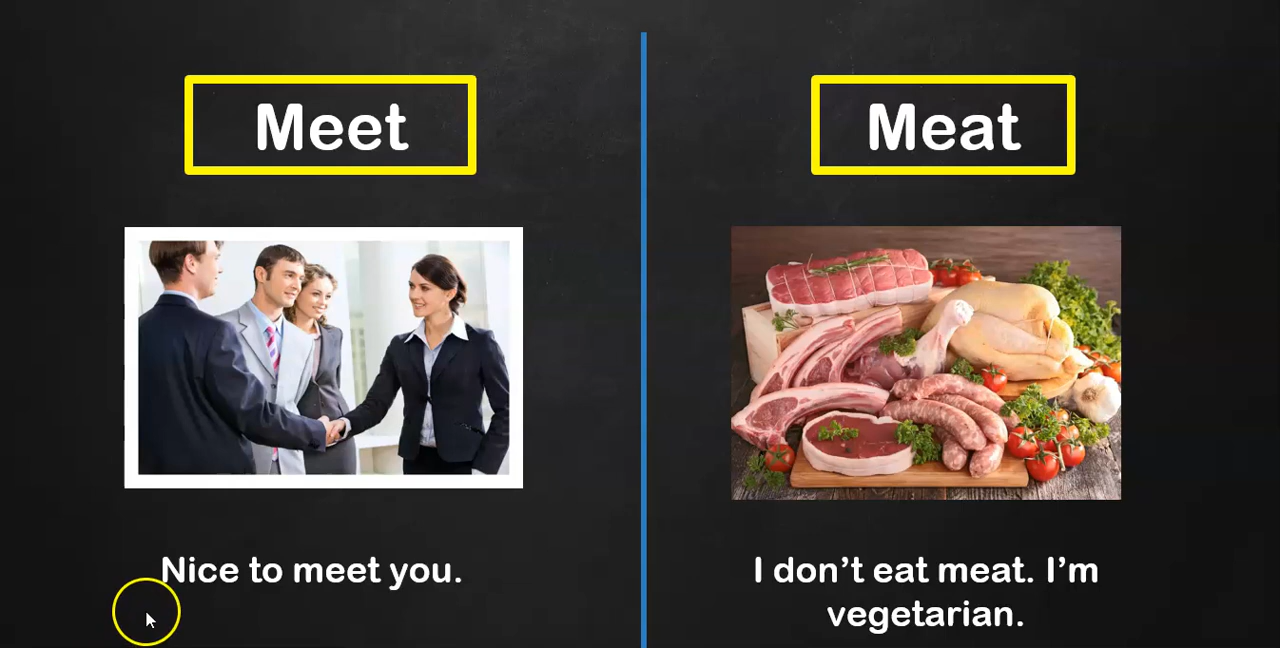 Meet
Meat
Nice to meet you.
I don’t eat meat. I’m
vegetarian.